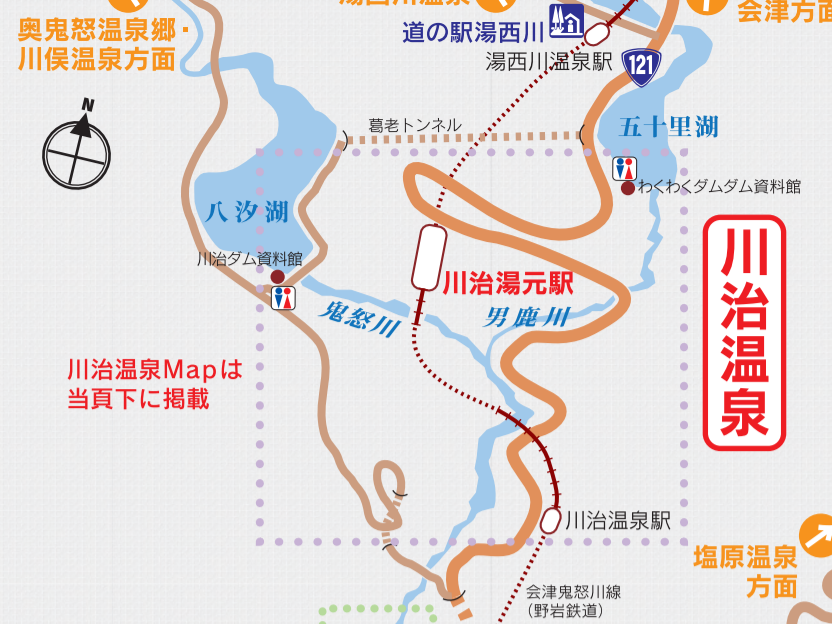 会津方面
奥鬼怒温泉郷・
川俣温泉方面
道の駅湯西川
湯西川温泉駅
121
N
葛老トンネル
五十里湖
わくわくダムダム資料館
八汐湖
川治ダム資料館
川治湯元駅
鬼怒川
男鹿川
川治温泉
川治温泉Mapは
当頁下に掲載
川治温泉駅
塩原温泉
方面
会津鬼怒川線
(野岩鉄道)